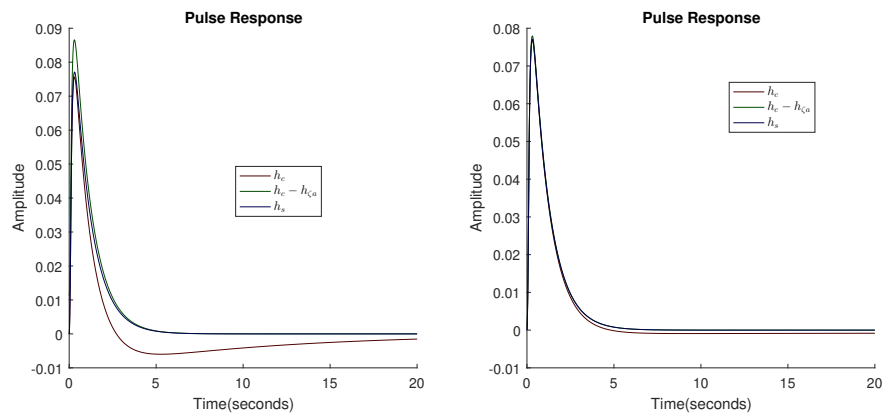 Pulse Response
0.09
0.08
0.07
0.06
0.05
0.04
0.03
0.02
0.01
0
-0.01
Amplitude
h_c
h_c − h_ζa
h_s
0 5 10 15 20
Time(seconds)
Pulse Response
0.08
0.07
0.06
0.05
0.04
0.03
0.02
0.01
0
-0.01
Amplitude
h_c
h_c − h_ζa
h_s
0 5 10 15 20
Time(seconds)